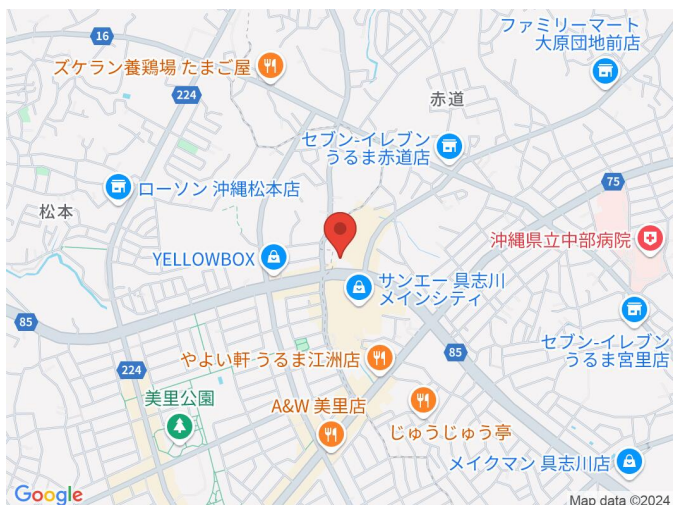 ファミリーマート
大原団地前店
16
ズケラン養鶏場 たまご屋
224
赤道
セブン-イレブン
うるま赤道店
75
ローソン 沖縄松本店
松本
沖縄県立中部病院
YELLOWBOX
サンエー 具志川
メインシティ
85
セブン-イレブン
うるま宮里店
やよい軒 うるま江洲店
85
224
美里公園
A&W 美里店
じゅうじゅう亭
メイクマン 具志川店
Google
Map data ©2024